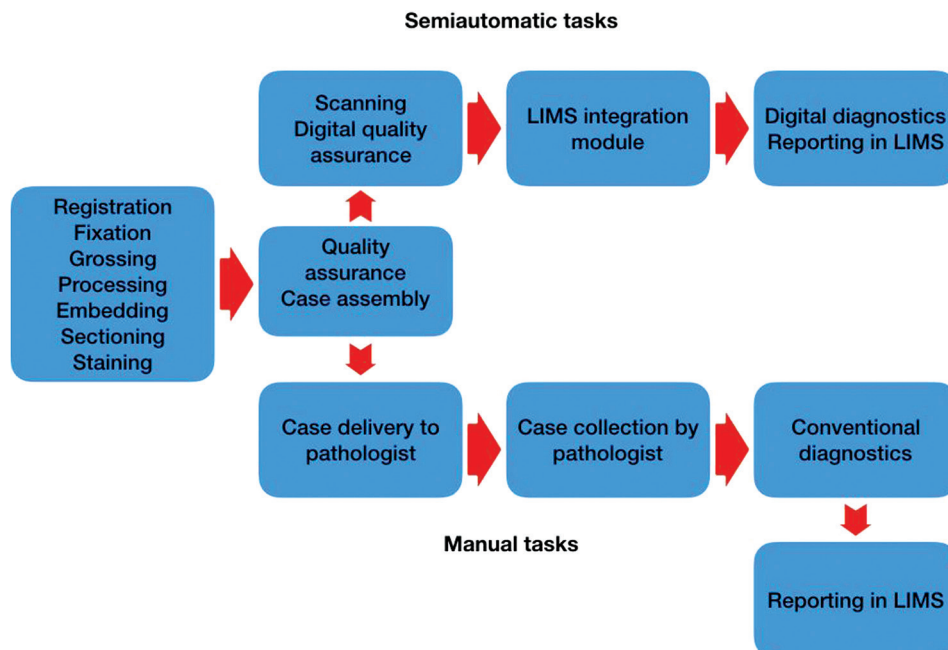 Semiautomatic tasks
Scanning
Digital quality
assurance
LIMS integration
module
Digital diagnostics
Reporting in LIMS
Registration
Fixation
Grossing
Processing
Embedding
Sectioning
Staining
Quality
assurance
Case assembly
Case delivery to
pathologist
Case collection by
pathologist
Conventional
diagnostics
Manual tasks
Reporting in LIMS